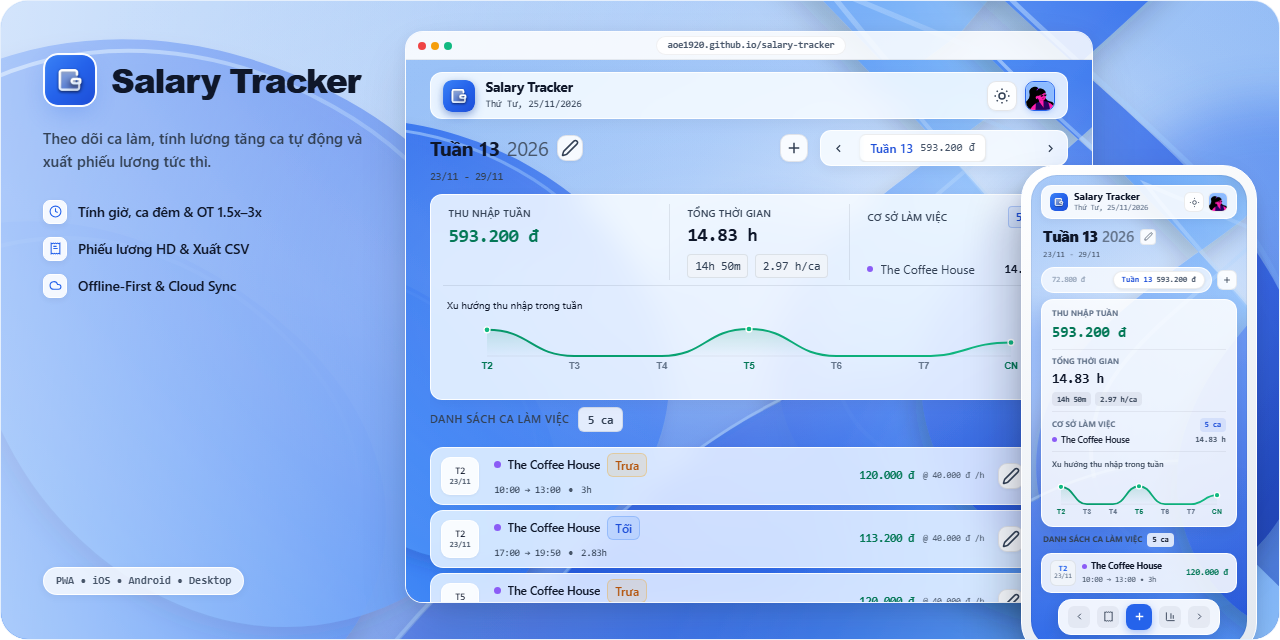 Salary Tracker
Theo dõi ca làm, tính lương tăng ca tự động và
xuất phiếu lương tức thì.
Tính giờ, ca đêm & OT 1.5x–3x
Phiếu lương HD & Xuất CSV
Offline-First & Cloud Sync
PWA • iOS • Android • Desktop
aoe1920.github.io/salary-tracker
Salary Tracker
Thứ Tư, 25/11/2026
Tuần 13 2026
23/11 - 29/11
Tuần 13 593.200 đ
THU NHẬP TUẦN
593.200 đ
TỔNG THỜI GIAN
14.83 h
14h 50m 2.97 h/ca
CƠ SỞ LÀM VIỆC 5
The Coffee House 14.
Xu hướng thu nhập trong tuần
T2 T3 T4 T5 T6 T7 CN
DANH SÁCH CA LÀM VIỆC 5 ca
T2
23/11
The Coffee House Trưa
10:00 → 13:00 • 3h
120.000 đ @ 40.000 đ /h
T2
23/11
The Coffee House Tối
17:00 → 19:50 • 2.83h
113.200 đ @ 40.000 đ /h
T5
The Coffee House Trưa
120.000 đ @ 40.000 đ /h
Salary Tracker
Thứ Tư, 25/11/2026
Tuần 13 2026
23/11 - 29/11
72.800 đ Tuần 13 593.200 đ
THU NHẬP TUẦN
593.200 đ
TỔNG THỜI GIAN
14.83 h
14h 50m 2.97 h/ca
CƠ SỞ LÀM VIỆC 5 ca
The Coffee House 14.83 h
Xu hướng thu nhập trong tuần
T2 T3 T4 T5 T6 T7 CN
DANH SÁCH CA LÀM VIỆC 5 ca
T2
23/11
The Coffee House
10:00 → 13:00 • 3h
120.000 đ